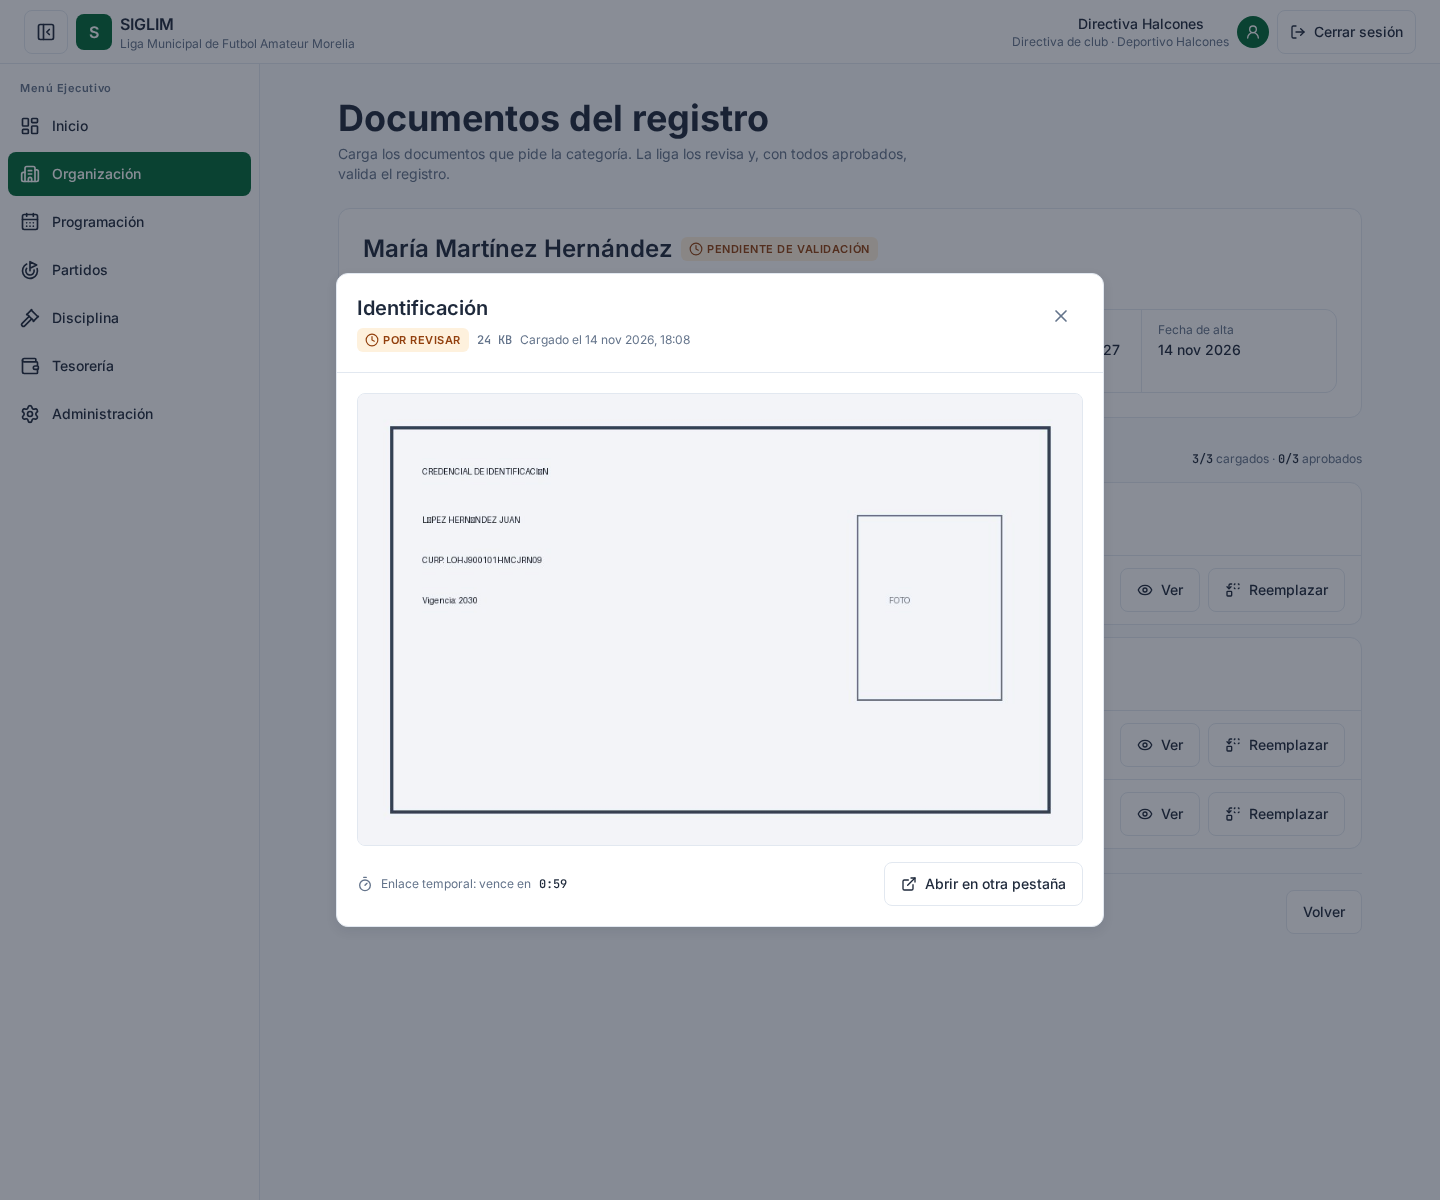 SIGLIM
Liga Municipal de Futbol Amateur Morelia
Directiva Halcones
Directiva de club · Deportivo Halcones
Cerrar sesión
Menú Ejecutivo
Inicio
Organización
Programación
Partidos
Disciplina
Tesorería
Administración
Documentos del registro
Carga los documentos que pide la categoría. La liga los revisa y, con todos aprobados,
valida el registro.
María Martínez Hernández
PENDIENTE DE VALIDACIÓN
27
Fecha de alta
14 nov 2026
3/3 cargados · 0/3 aprobados
Ver
Reemplazar
Ver
Reemplazar
Ver
Reemplazar
Volver
Identificación
POR REVISAR
24 KB
Cargado el 14 nov 2026, 18:08
CREDENCIAL DE IDENTIFICACI□N
L□PEZ HERN□NDEZ JUAN
CURP: LOHJ900101HMCJRN09
Vigencia: 2030
FOTO
Enlace temporal: vence en 0:59
Abrir en otra pestaña
S